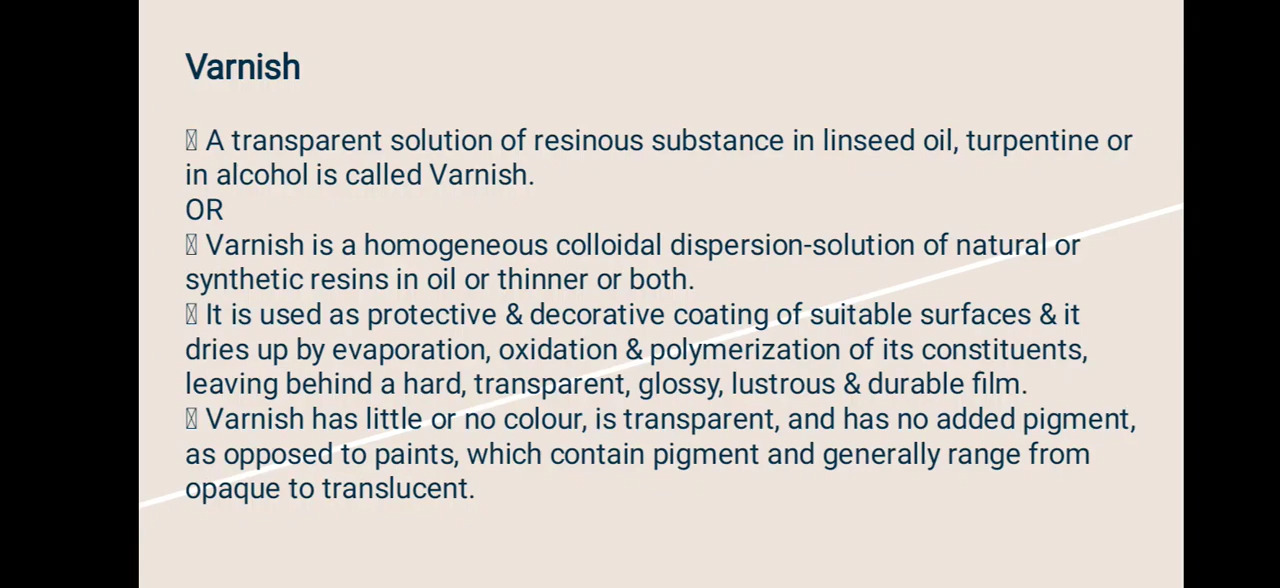 Varnish
 A transparent solution of resinous substance in linseed oil, turpentine or
in alcohol is called Varnish.
OR
 Varnish is a homogeneous colloidal dispersion-solution of natural or
synthetic resins in oil or thinner or both.
 It is used as protective & decorative coating of suitable surfaces & it
dries up by evaporation, oxidation & polymerization of its constituents,
leaving behind a hard, transparent, glossy, lustrous & durable film.
 Varnish has little or no colour, is transparent, and has no added pigment,
as opposed to paints, which contain pigment and generally range from
opaque to translucent.